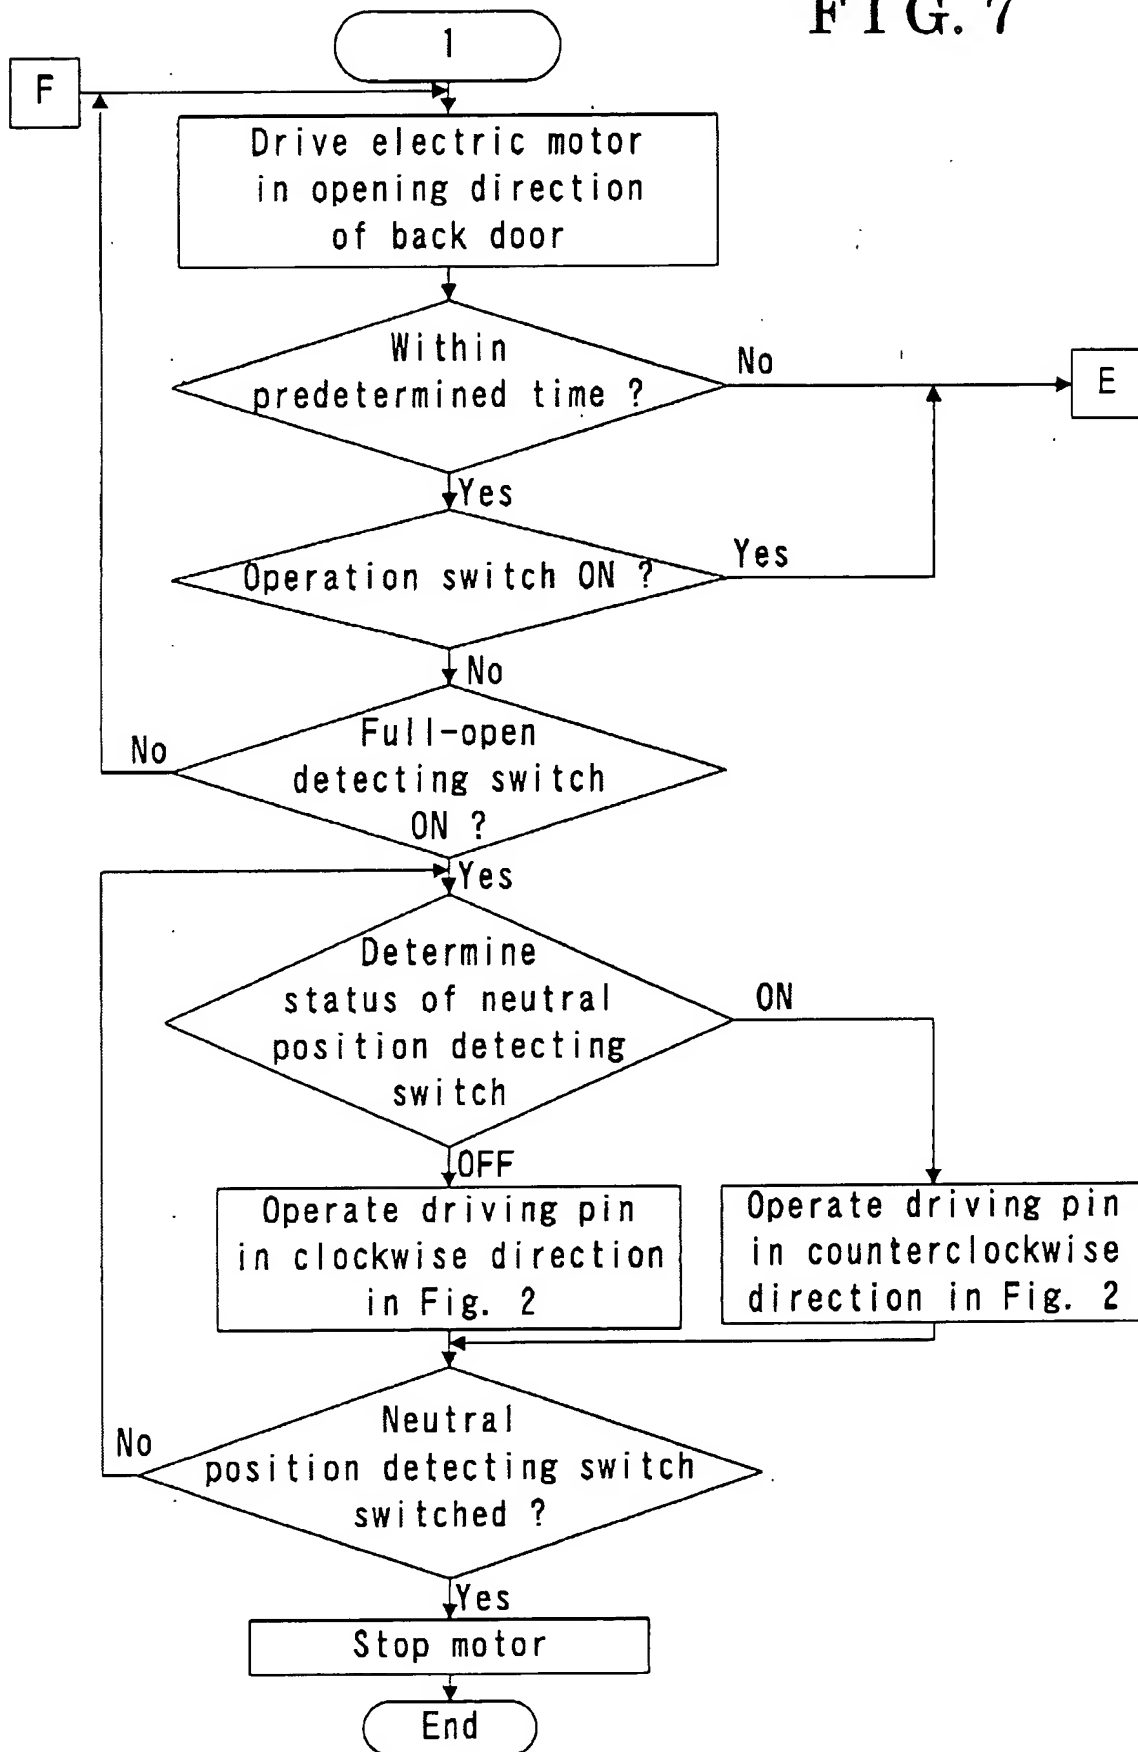 FIG. 7
1
F
Drive electric motor
in opening direction
of back door
Within
predetermined time ?
No
E
Yes
Operation switch ON ?
Yes
No
Full-open
detecting switch
ON ?
No
Yes
Determine
status of neutral
position detecting
switch
ON
OFF
Operate driving pin
in clockwise direction
in Fig. 2
Operate driving pin
in counterclockwise
direction in Fig. 2
Neutral
position detecting switch
switched ?
No
Yes
Stop motor
End